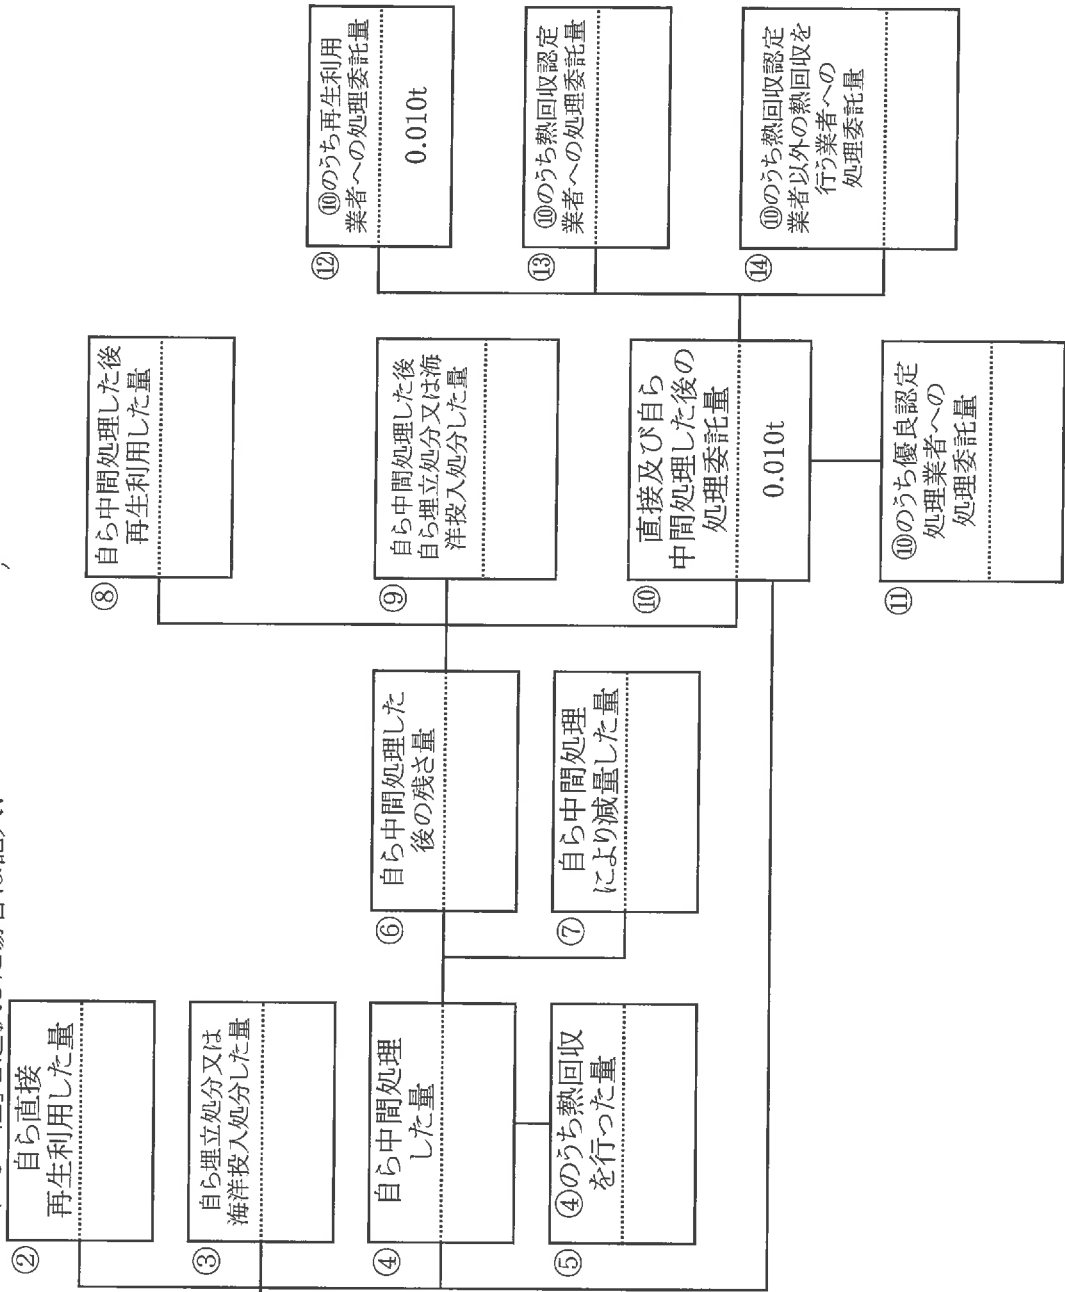 ②
自ら直接
再生利用した量
③
自ら埋立処分又は
海洋投入処分した量
④
自ら中間処理
した量
⑤
④のうち熱回収
を行った量
⑥
自ら中間処理した
後の残さ量
⑦
自ら中間処理
により減量した量
⑧
自ら中間処理した後
再生利用した量
⑨
自ら中間処理した後
自ら埋立処分又は海
洋投入処分した量
⑩
直接及び自ら
中間処理した後の
処理委託量
0.010t
⑪
⑩のうち優良認定
処理業者への
処理委託量
⑫
⑩のうち再生利用
業者への処理委託量
0.010t
⑬
⑩のうち熱回収認定
業者への処理委託量
⑭
⑩のうち熱回収認定
業者以外の熱回収を
行う業者への
処理委託量